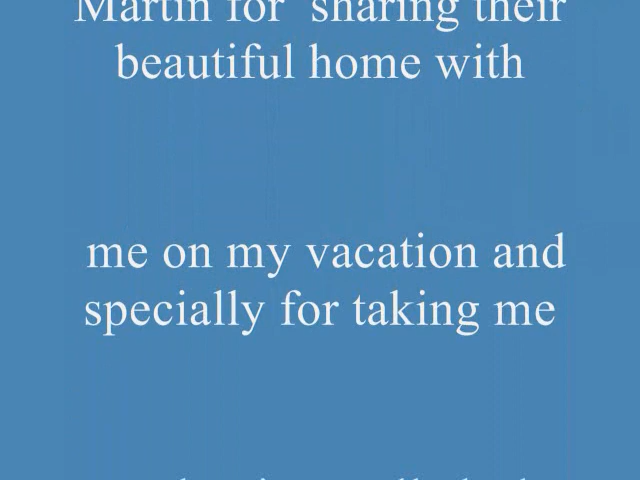 Martin for sharing their
beautiful home with
me on my vacation and
specially for taking me